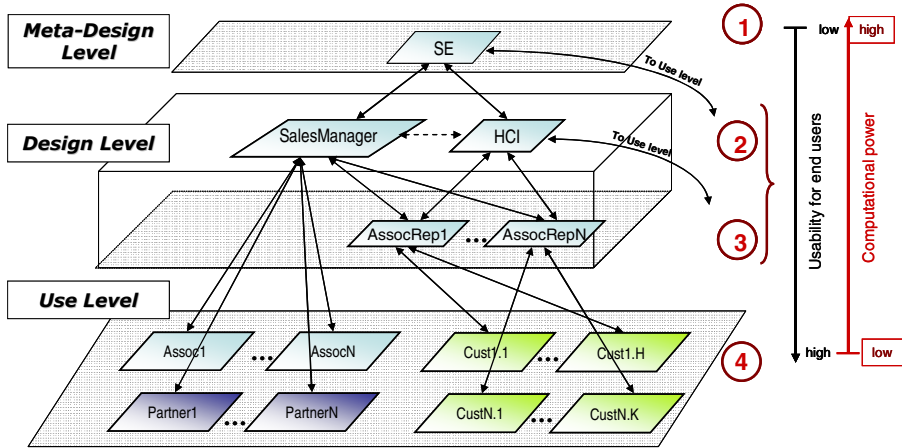 Meta-Design
Level
SE
1
low
high
To Use level
Design Level
SalesManager
HCI
2
To Use level
AssocRep1
...
AssocRepN
3
Usability for end users
Computational power
Use Level
Assoc1
...
AssocN
Cust1.1
...
Cust1.H
4
high
low
Partner1
...
PartnerN
CustN.1
...
CustN.K